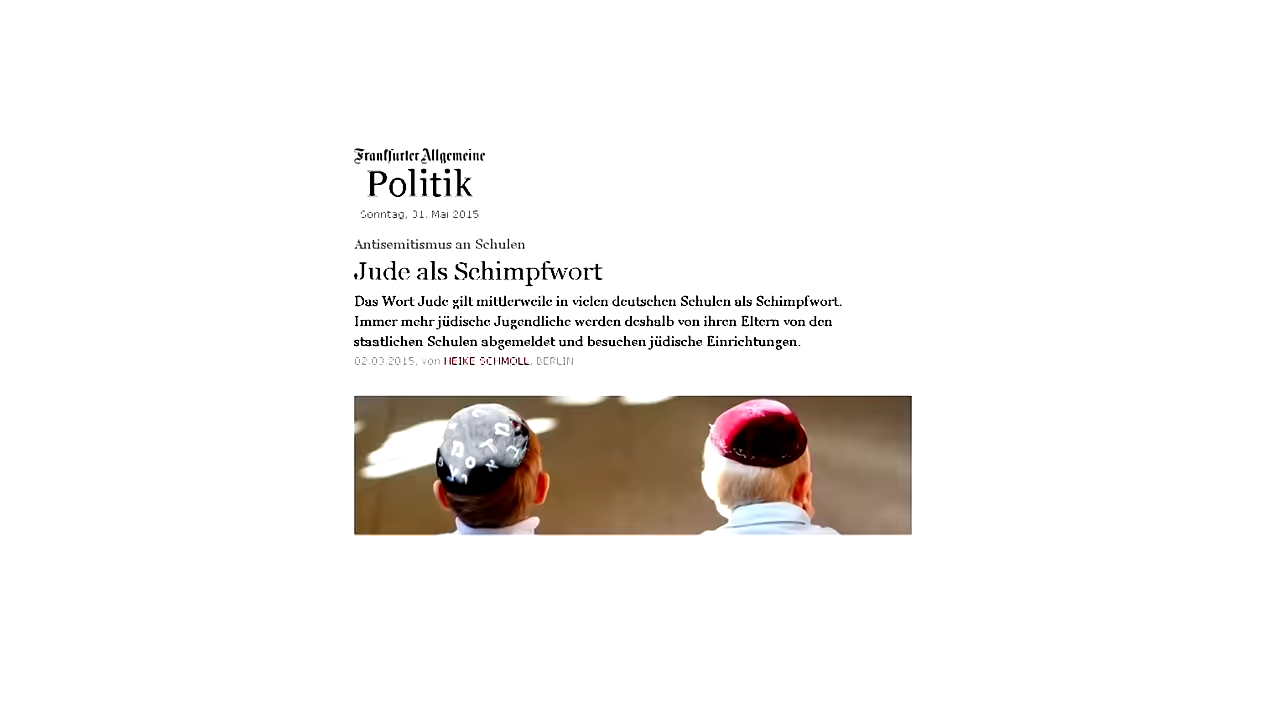 Frankfurter Allgemeine
Politik
Sonntag, 31. Mai 2015
Antisemitismus an Schulen
Jude als Schimpfwort
Das Wort Jude gilt mittlerweile in vielen deutschen Schulen als Schimpfwort.
Immer mehr jüdische Jugendliche werden deshalb von ihren Eltern von den
staatlichen Schulen abgemeldet und besuchen jüdische Einrichtungen.
02.03.2015, von HEIKE SCHMOLL, BERLIN